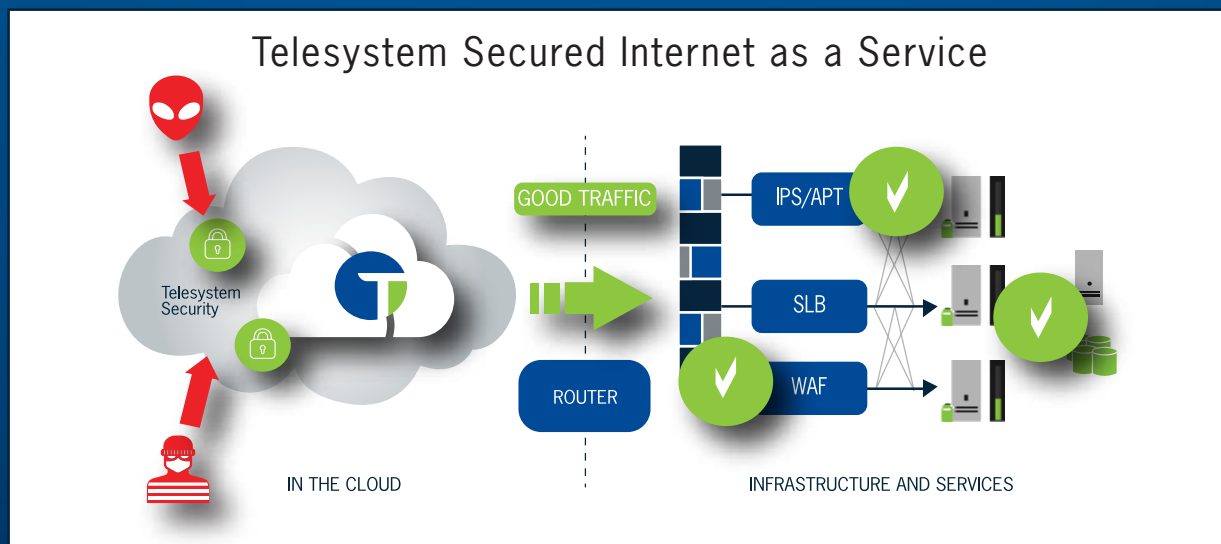 Telesystem Secured Internet as a Service
GOOD TRAFFIC
IPS/APT
Telesystem
Security
SLB
ROUTER
WAF
IN THE CLOUD
INFRASTRUCTURE AND SERVICES